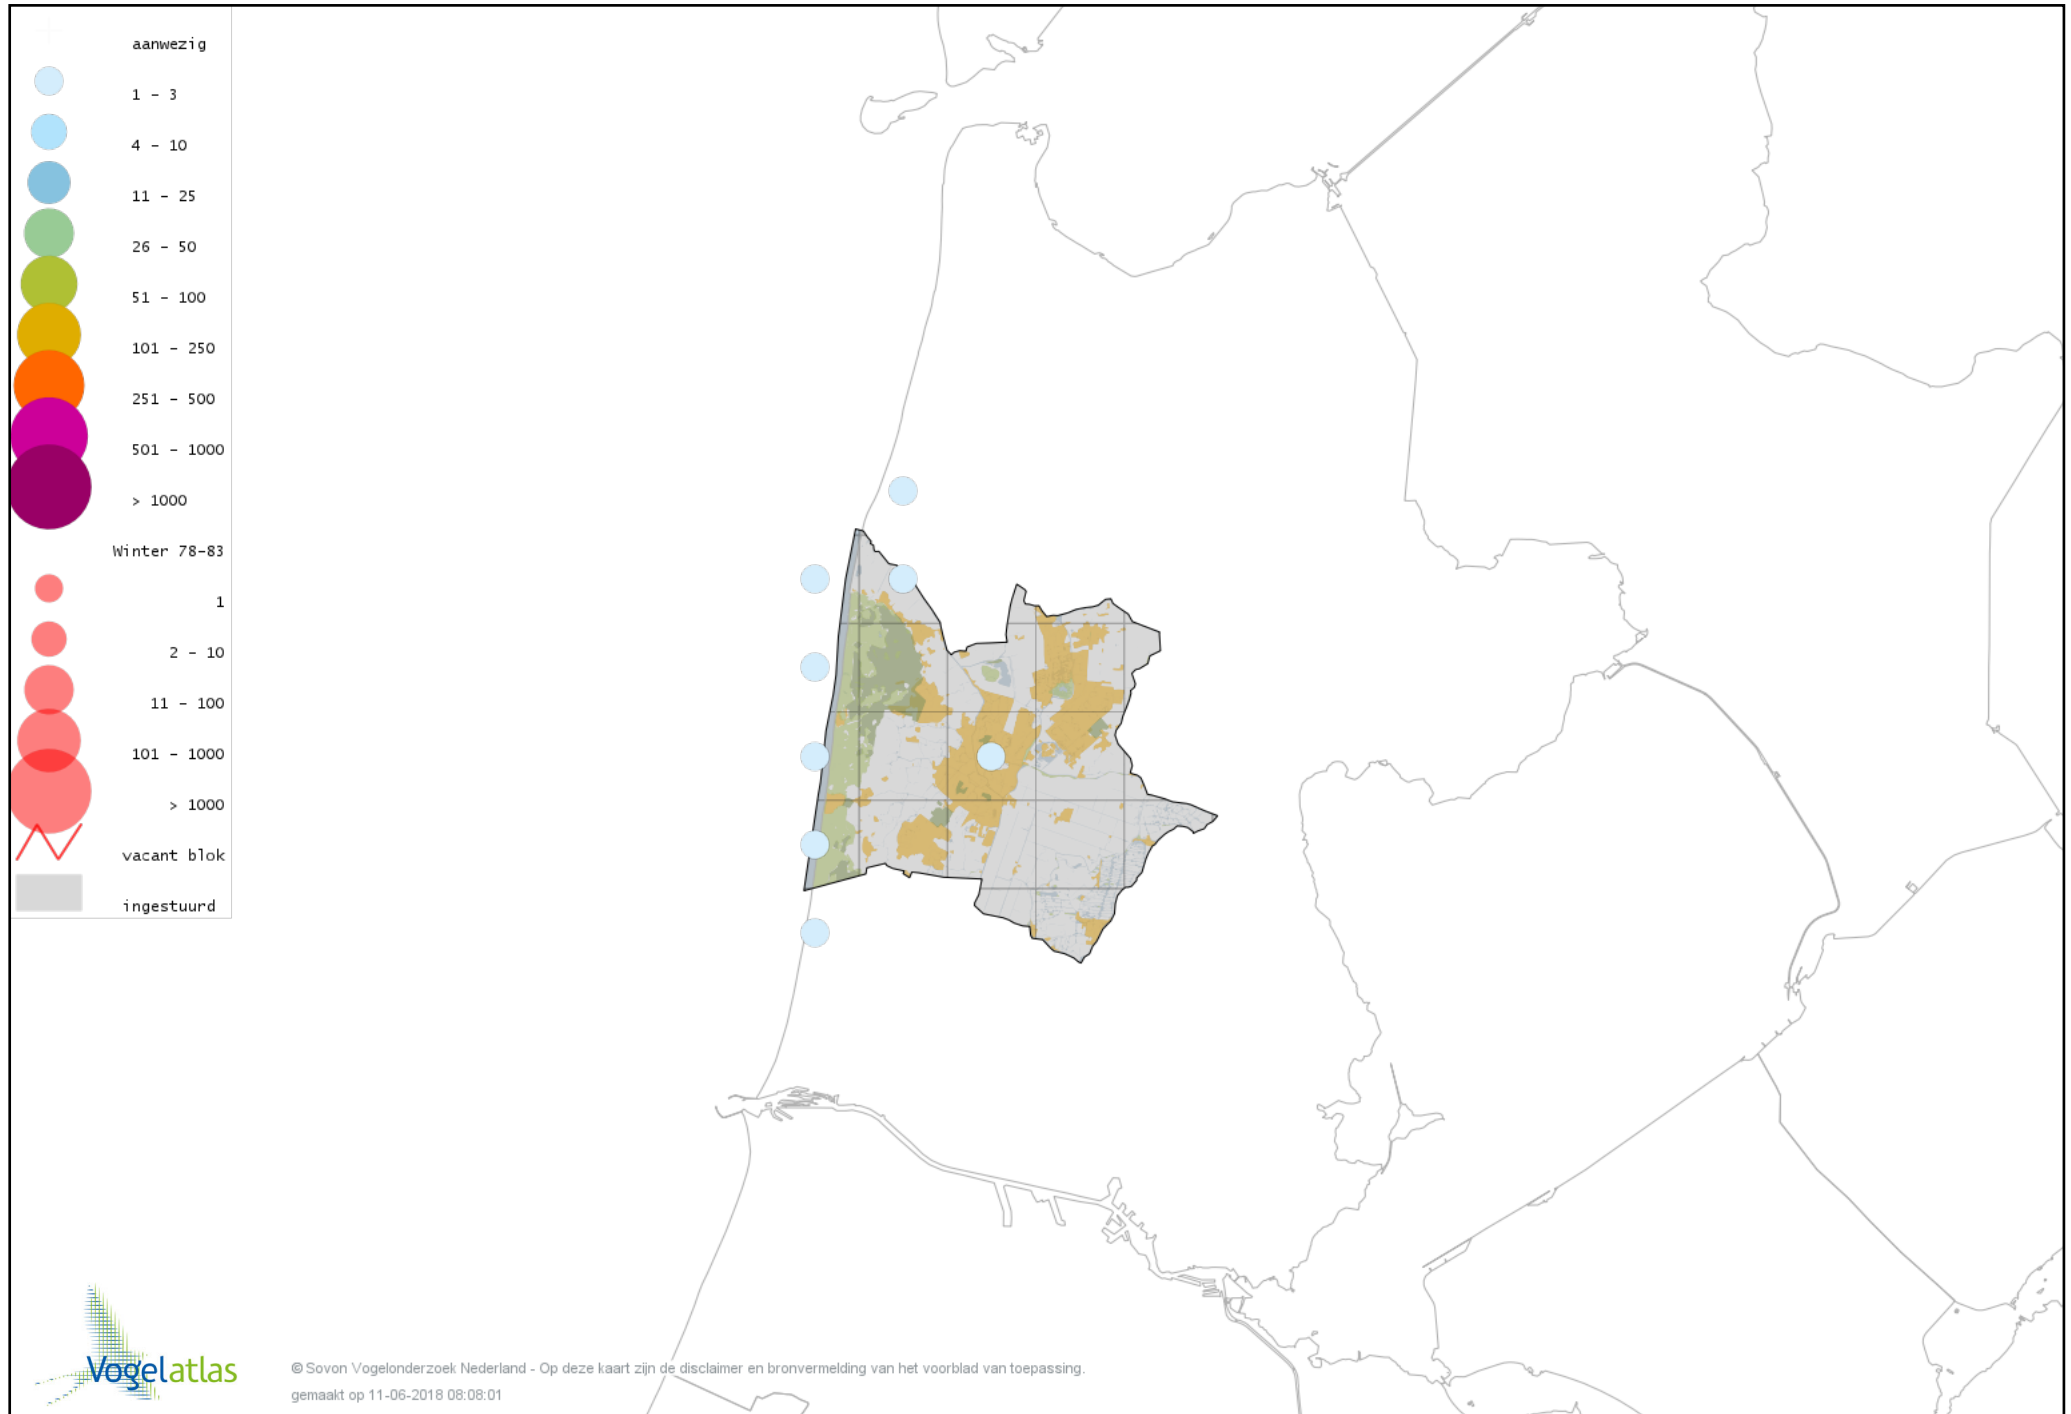 aanwezig
1 - 3
4 - 10
11 - 25
26 - 50
51 - 100
101 - 250
251 - 500
501 - 1000
> 1000
Winter 78-83
1
2 - 10
11 - 100
101 - 1000
> 1000
vacant blok
ingestuurd
Vogelatlas
© Sovon Vogelonderzoek Nederland - Op deze kaart zijn de disclaimer en bronvermelding van het voorblad van toepassing.
gemaakt op 11-06-2018 08:08:01